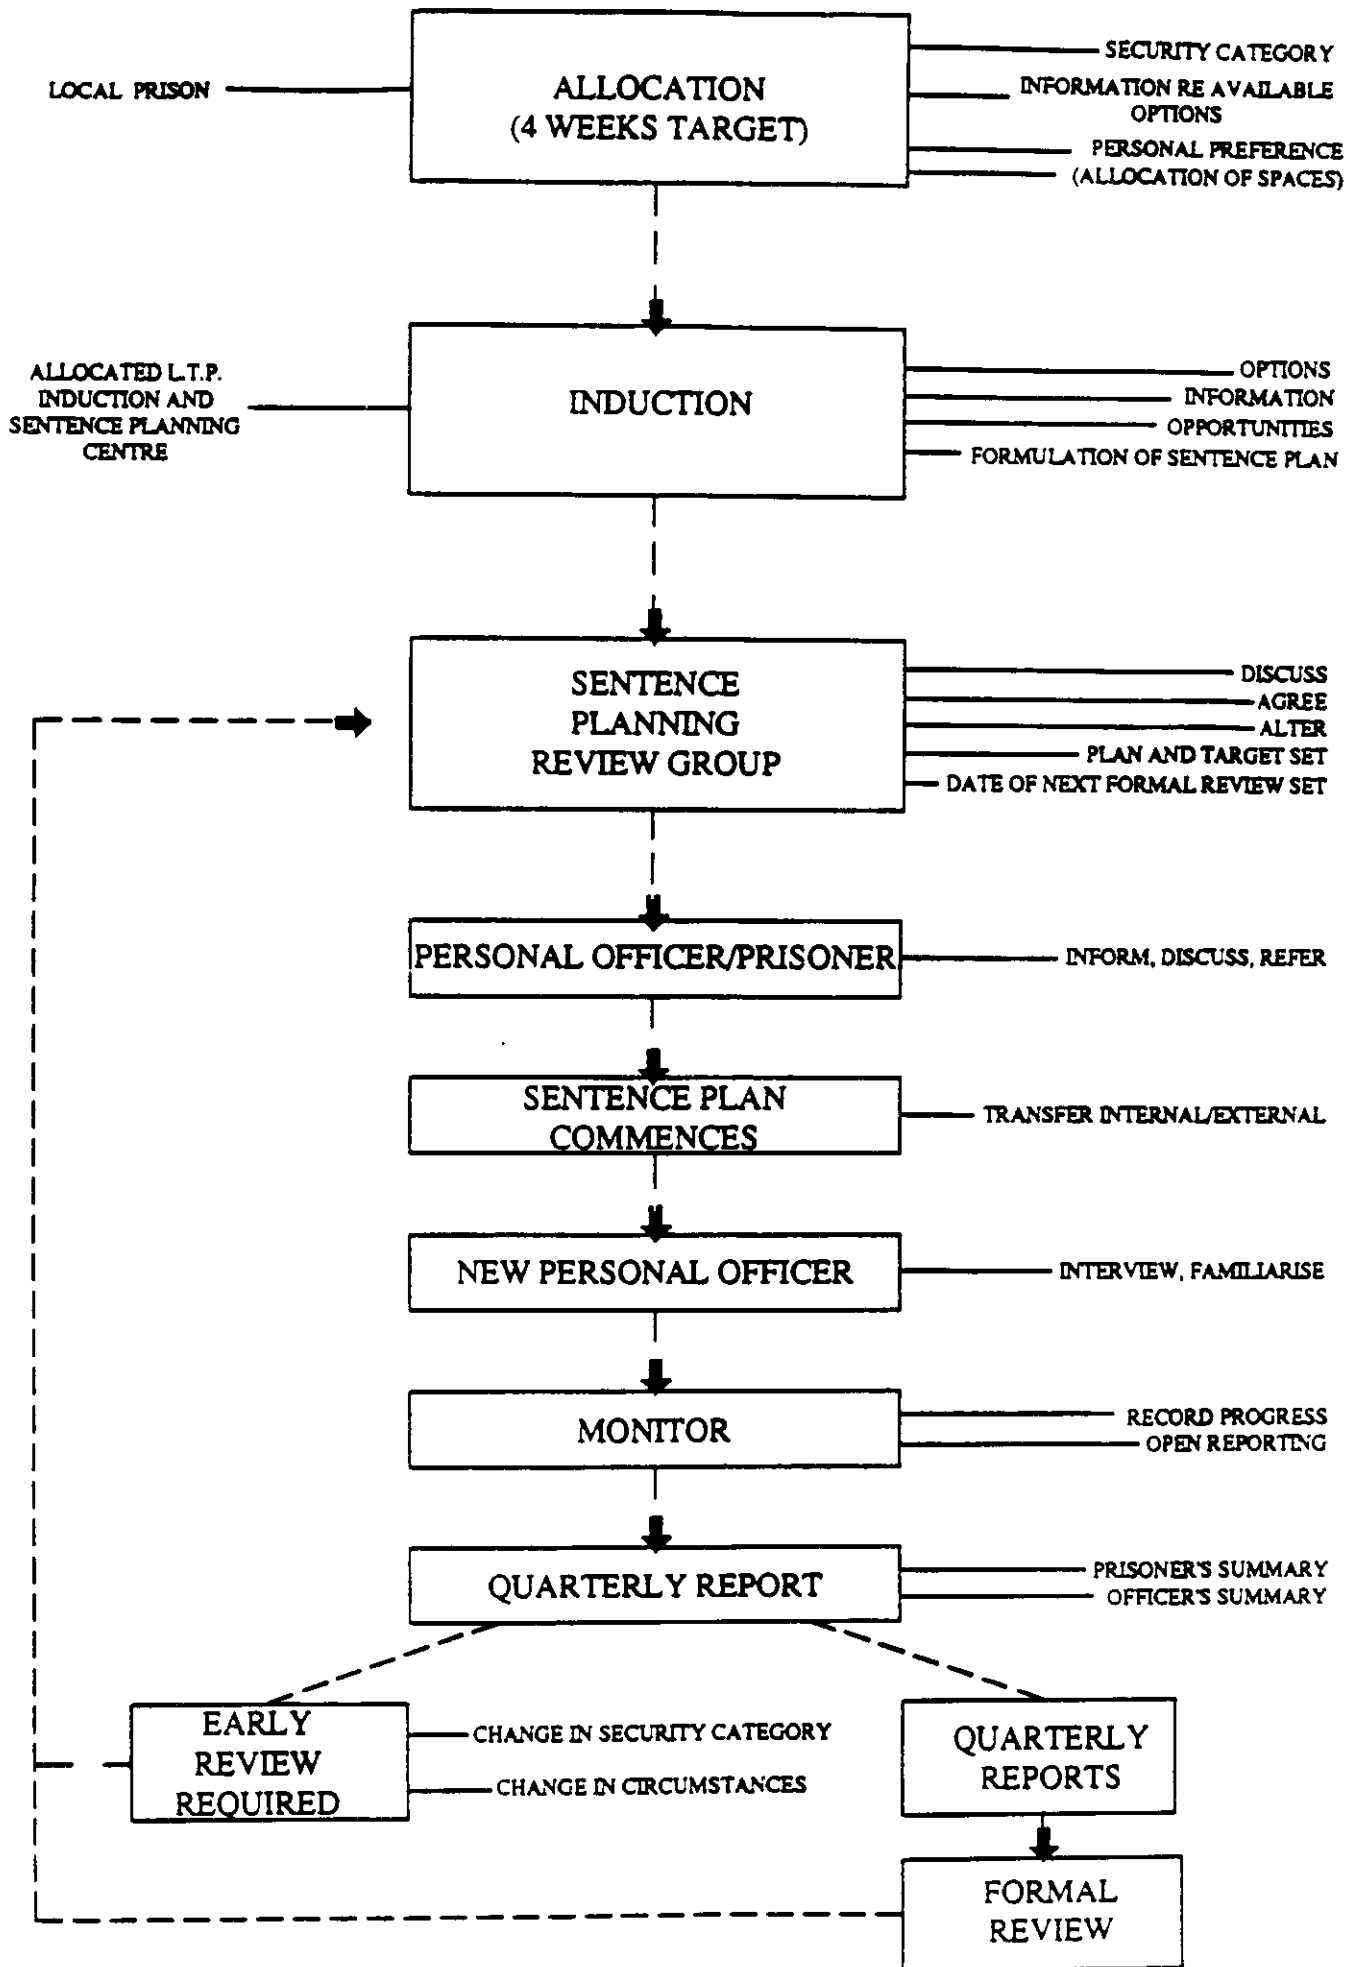 LOCAL PRISON
ALLOCATION
(4 WEEKS TARGET)
SECURITY CATEGORY
INFORMATION RE AVAILABLE
OPTIONS
PERSONAL PREFERENCE
(ALLOCATION OF SPACES)
ALLOCATED L.T.P.
INDUCTION AND
SENTENCE PLANNING
CENTRE
INDUCTION
OPTIONS
INFORMATION
OPPORTUNITIES
FORMULATION OF SENTENCE PLAN
SENTENCE
PLANNING
REVIEW GROUP
DISCUSS
AGREE
ALTER
PLAN AND TARGET SET
DATE OF NEXT FORMAL REVIEW SET
PERSONAL OFFICER/PRISONER
INFORM, DISCUSS, REFER
SENTENCE PLAN
COMMENCES
TRANSFER INTERNAL/EXTERNAL
NEW PERSONAL OFFICER
INTERVIEW, FAMILIARISE
MONITOR
RECORD PROGRESS
OPEN REPORTING
QUARTERLY REPORT
PRISONER'S SUMMARY
OFFICER'S SUMMARY
EARLY
REVIEW
REQUIRED
CHANGE IN SECURITY CATEGORY
CHANGE IN CIRCUMSTANCES
QUARTERLY
REPORTS
FORMAL
REVIEW